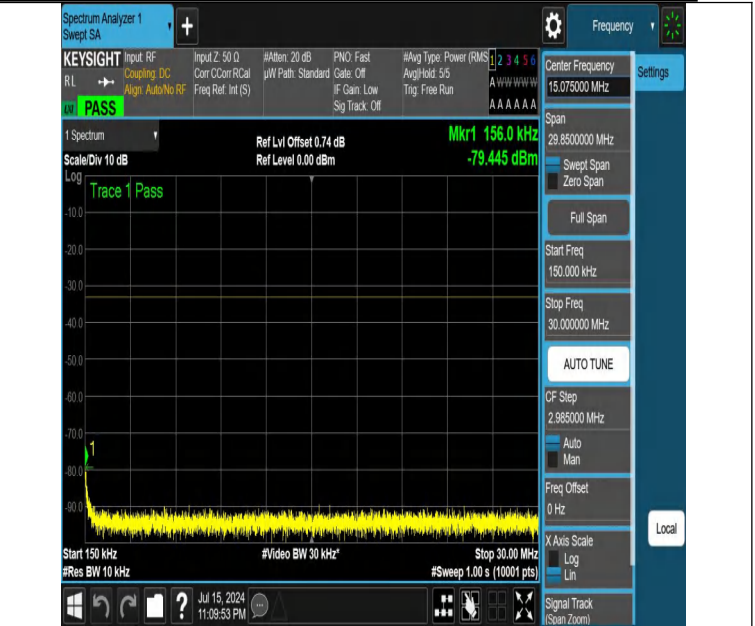 Spectrum Analyzer 1
Swept SA
Frequency
KEYSIGHT
RL
PASS
Input: RF
Coupling: DC
Align: Auto/No RF
Input Z: 50 Ω
Corr CCorr RCal
Freq Ref: Int (S)
#Atten: 20 dB
µW Path: Standard
PNO: Fast
Gate: Off
IF Gain: Low
Sig Track: Off
#Avg Type: Power (RMS
Avg|Hold: 5/5
Trig: Free Run
1 2 3 4 5 6
A W W W W W
A A A A A A
1 Spectrum
Scale/Div 10 dB
Ref Lvl Offset 0.74 dB
Ref Level 0.00 dBm
Mkr1 156.0 kHz
-79.445 dBm
Log
Trace 1 Pass
-10.0
-20.0
-30.0
-40.0
-50.0
-60.0
-70.0
1
-80.0
-90.0
Start 150 kHz
#Video BW 30 kHz*
Stop 30.00 MHz
#Res BW 10 kHz
#Sweep 1.00 s (10001 pts)
Jul 15, 2024
11:09:53 PM
Center Frequency
15.075000 MHz
Settings
Span
29.8500000 MHz
Swept Span
Zero Span
Full Span
Start Freq
150.000 kHz
Stop Freq
30.000000 MHz
AUTO TUNE
CF Step
2.985000 MHz
Auto
Man
Freq Offset
0 Hz
Local
X Axis Scale
Log
Lin
Signal Track
(Span Zoom)